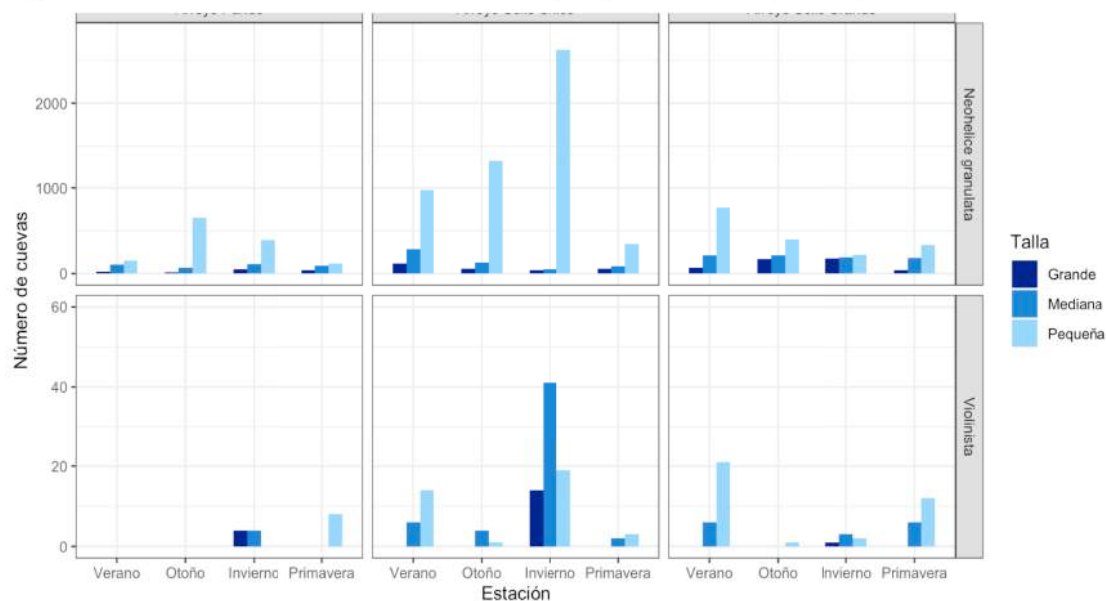 Neohelice granulata
Violinista
Número de cuevas
2000
1000
0
60
40
20
0
Verano Otoño Invierno Primavera
Verano Otoño Invierno Primavera
Verano Otoño Invierno Primavera
Estación
Talla
Grande
Mediana
Pequeña